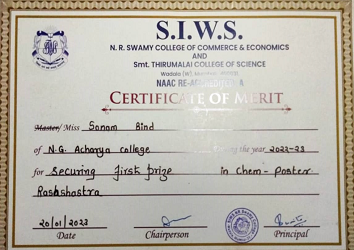 S.I.W.S.
N. R. SWAMY COLLEGE OF COMMERCE & ECONOMICS
AND
SMT. THIRUMALAI COLLEGE OF SCIENCE
Wadala (W),
NAAC RE-
CERTIFICATE OF MERIT
Master/ Miss Sonam Bind
of N.G. Acharya college the year 2022-23
for Securing first prize in Chem-poster
Rasashastra
20/01/2023
Date Chairperson Principal